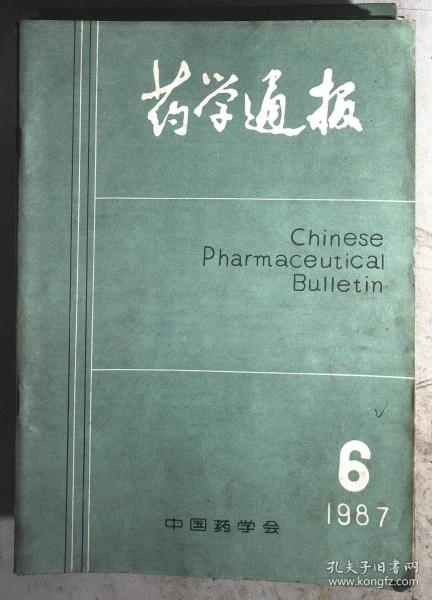 药学通报
Chinese
Pharmaceutical
Bulletin
6
1987
中国药学会
孔夫子旧书网
www.kongfz.com